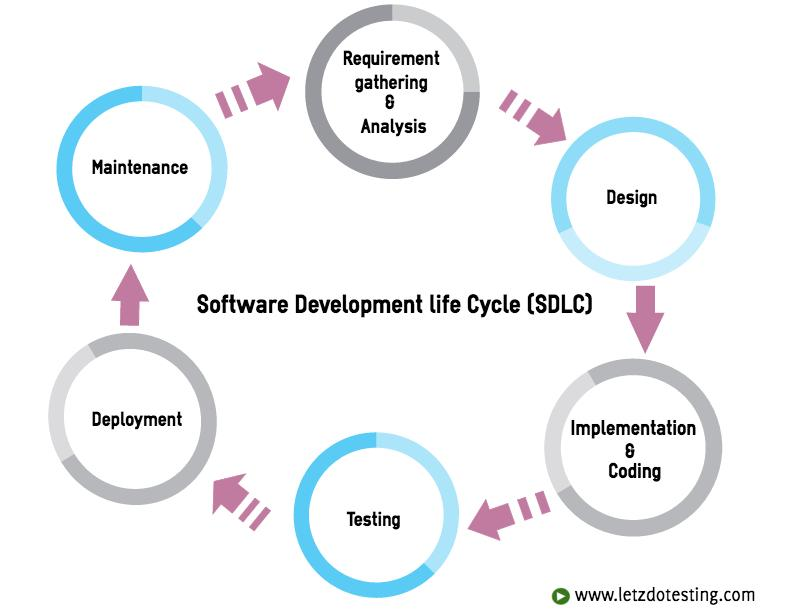 Requirement
gathering
&
Analysis
Design
Implementation
&
Coding
Testing
Deployment
Maintenance
Software Development life Cycle (SDLC)
www.letzdotesting.com